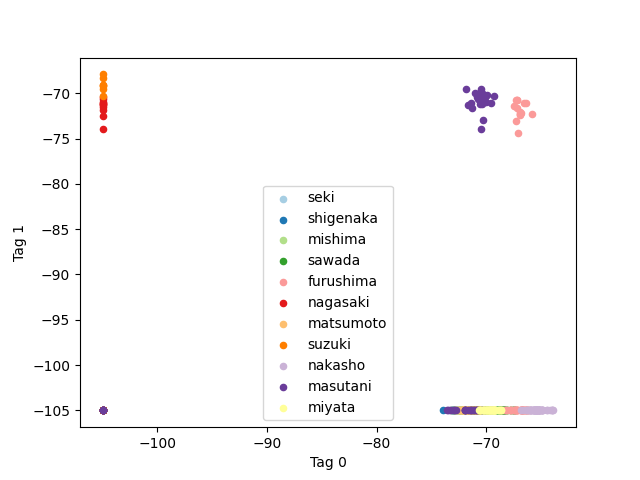 −70
−75
−80
−85
−90
−95
−100
−105
Tag 1
seki
shigenaka
mishima
sawada
furushima
nagasaki
matsumoto
suzuki
nakasho
masutani
miyata
−100 −90 −80 −70
Tag 0